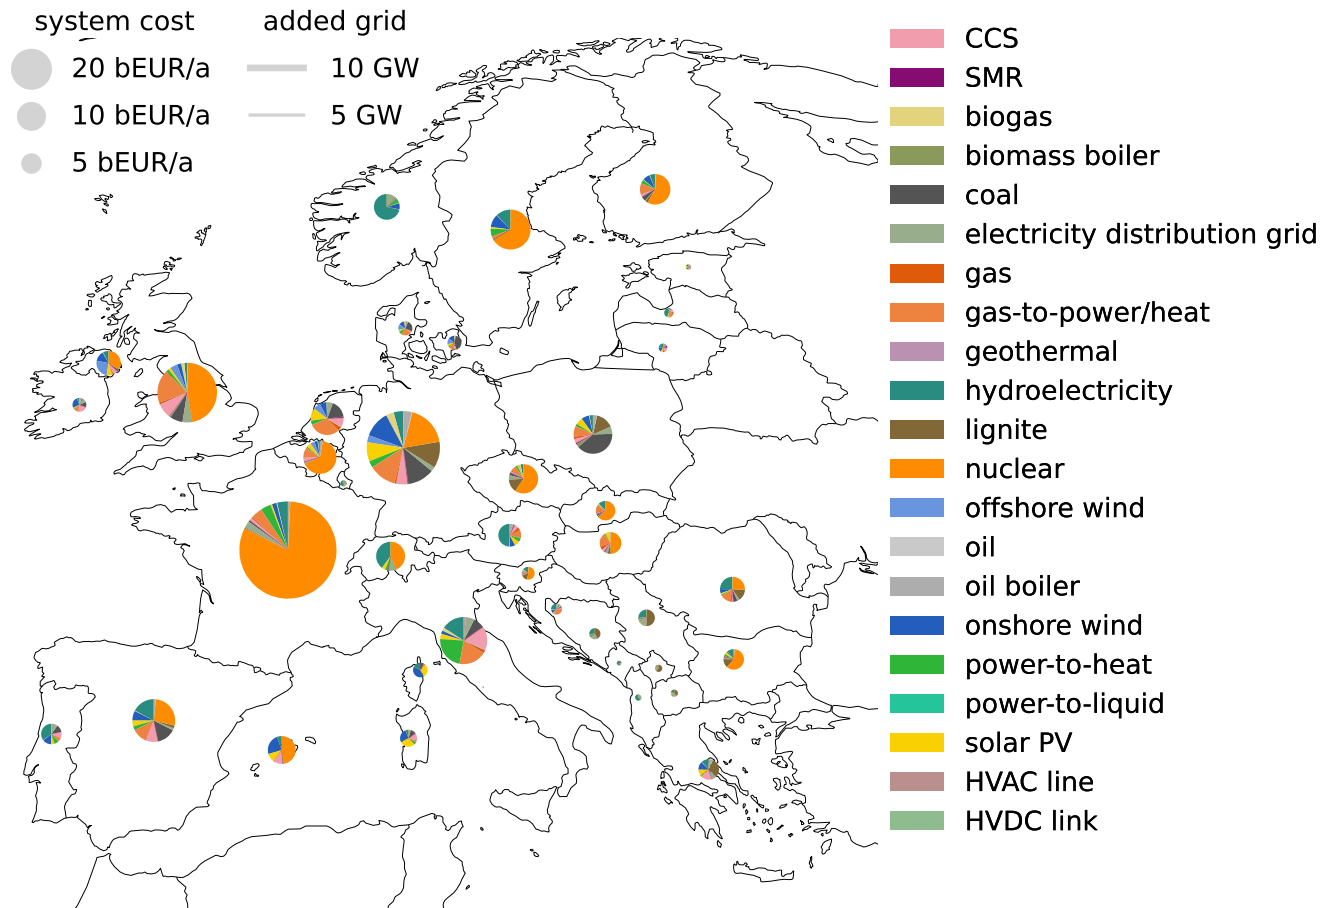 system cost
20 bEUR/a
10 bEUR/a
5 bEUR/a
added grid
10 GW
5 GW
CCS
SMR
biogas
biomass boiler
coal
electricity distribution grid
gas
gas-to-power/heat
geothermal
hydroelectricity
lignite
nuclear
offshore wind
oil
oil boiler
onshore wind
power-to-heat
power-to-liquid
solar PV
HVAC line
HVDC link